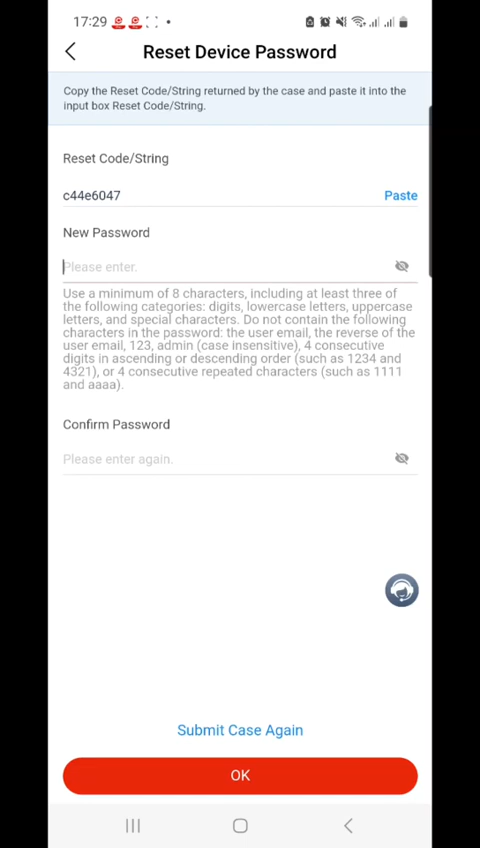 17:29
Reset Device Password
Copy the Reset Code/String returned by the case and paste it into the
input box Reset Code/String.
Reset Code/String
c44e6047
Paste
New Password
Please enter.
Use a minimum of 8 characters, including at least three of
the following categories: digits, lowercase letters, uppercase
letters, and special characters. Do not contain the following
characters in the password: the user email, the reverse of the
user email, 123, admin (case insensitive), 4 consecutive
digits in ascending or descending order (such as 1234 and
4321), or 4 consecutive repeated characters (such as 1111
and aaaa).
Confirm Password
Please enter again.
Submit Case Again
OK